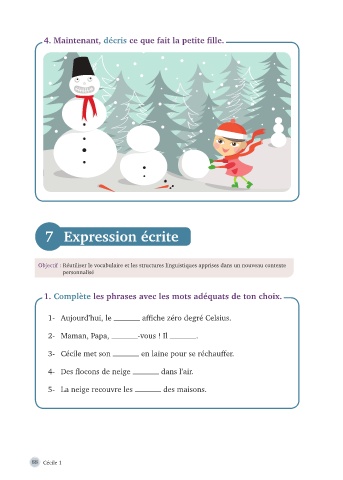 4. Maintenant, décris ce que fait la petite fille.
7 Expression écrite
Objectif : Réutiliser le vocabulaire et les structures linguistiques apprises dans un nouveau contexte
personnalisé
1. Complète les phrases avec les mots adéquats de ton choix.
1- Aujourd'hui, le ______ affiche zéro degré Celsius.
2- Maman, Papa, ______-vous ! Il ______.
3- Cécile met son ______ en laine pour se réchauffer.
4- Des flocons de neige ______ dans l'air.
5- La neige recouvre les ______ des maisons.
88 Cécile 1